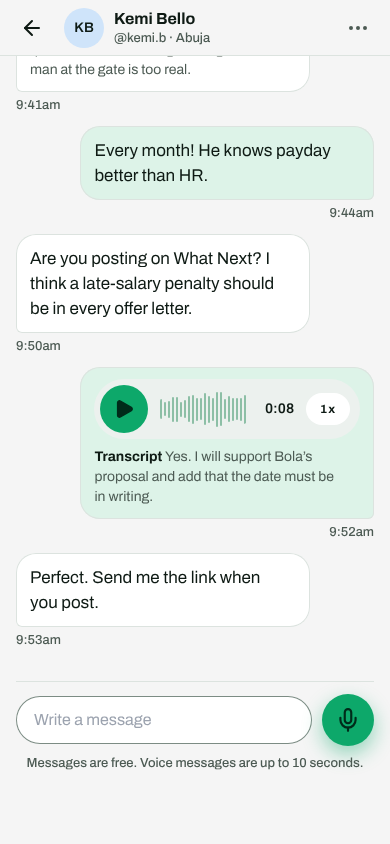 KB
Kemi Bello
@kemi.b · Abuja
man at the gate is too real.
9:41am
Every month! He knows payday
better than HR.
9:44am
Are you posting on What Next? I
think a late-salary penalty should
be in every offer letter.
9:50am
0:08
1x
Transcript Yes. I will support Bola's
proposal and add that the date must be
in writing.
9:52am
Perfect. Send me the link when
you post.
9:53am
Write a message
Messages are free. Voice messages are up to 10 seconds.